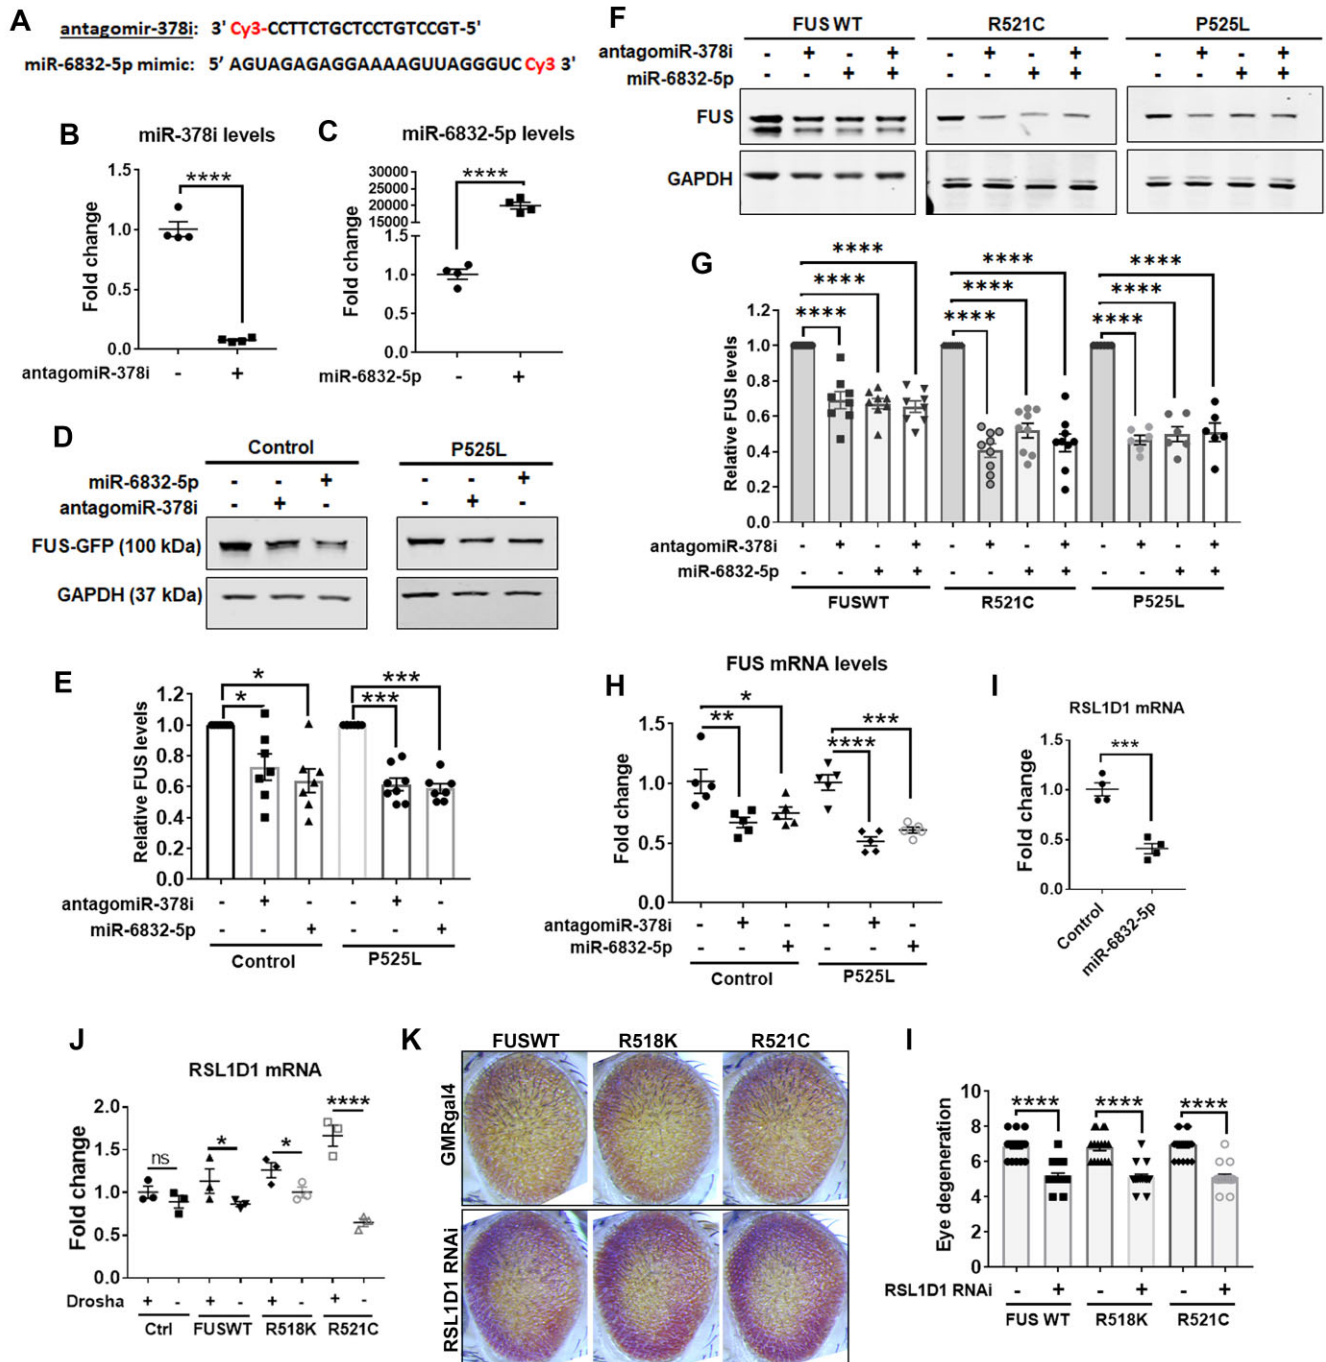 A
antagomir-378i: 3' Cy3-CCTTCTGCTCCTGTCCGT-5'
miR-6832-5p mimic: 5' AGUAGAGAGGAAAAGUUAGGGUC Cy3 3'
B
miR-378i levels
****
Fold change
1.5
1.0
0.5
0.0
antagomiR-378i - +
C
miR-6832-5p levels
****
Fold change
30000
25000
20000
15000
1.5
1.0
0.5
0.0
miR-6832-5p - +
D
Control P525L
miR-6832-5p - - + - - +
antagomiR-378i - + - - + -
FUS-GFP (100 kDa)
GAPDH (37 kDa)
E
* * *** ***
Relative FUS levels
1.2
1.0
0.8
0.6
0.4
0.2
0.0
antagomiR-378i - + - - + -
miR-6832-5p - - + - - +
Control P525L
F
FUS WT R521C P525L
antagomiR-378i - + - + - + - + - + - +
miR-6832-5p - - + + - - + + - - + +
FUS
GAPDH
G
**** **** ****
**** **** ****
**** **** ****
Relative FUS levels
1.2
1.0
0.8
0.6
0.4
0.2
0.0
antagomiR-378i - + - + - + - + - + - +
miR-6832-5p - - + + - - + + - - + +
FUSWT R521C P525L
H
FUS mRNA levels
** * **** ***
Fold change
1.5
1.0
0.5
0.0
antagomiR-378i - + - - + -
miR-6832-5p - - + - - +
Control P525L
I
RSL1D1 mRNA
***
Fold change
1.5
1.0
0.5
0.0
Control
miR-6832-5p
J
RSL1D1 mRNA
ns * * ****
Fold change
2.0
1.5
1.0
0.5
0.0
Drosha + - + - + - + -
Ctrl FUSWT R518K R521C
K
FUSWT R518K R521C
GMRgal4
RSL1D1 RNAi
I
**** **** ****
Eye degeneration
10
8
6
4
2
0
RSL1D1 RNAi - + - + - +
FUS WT R518K R521C